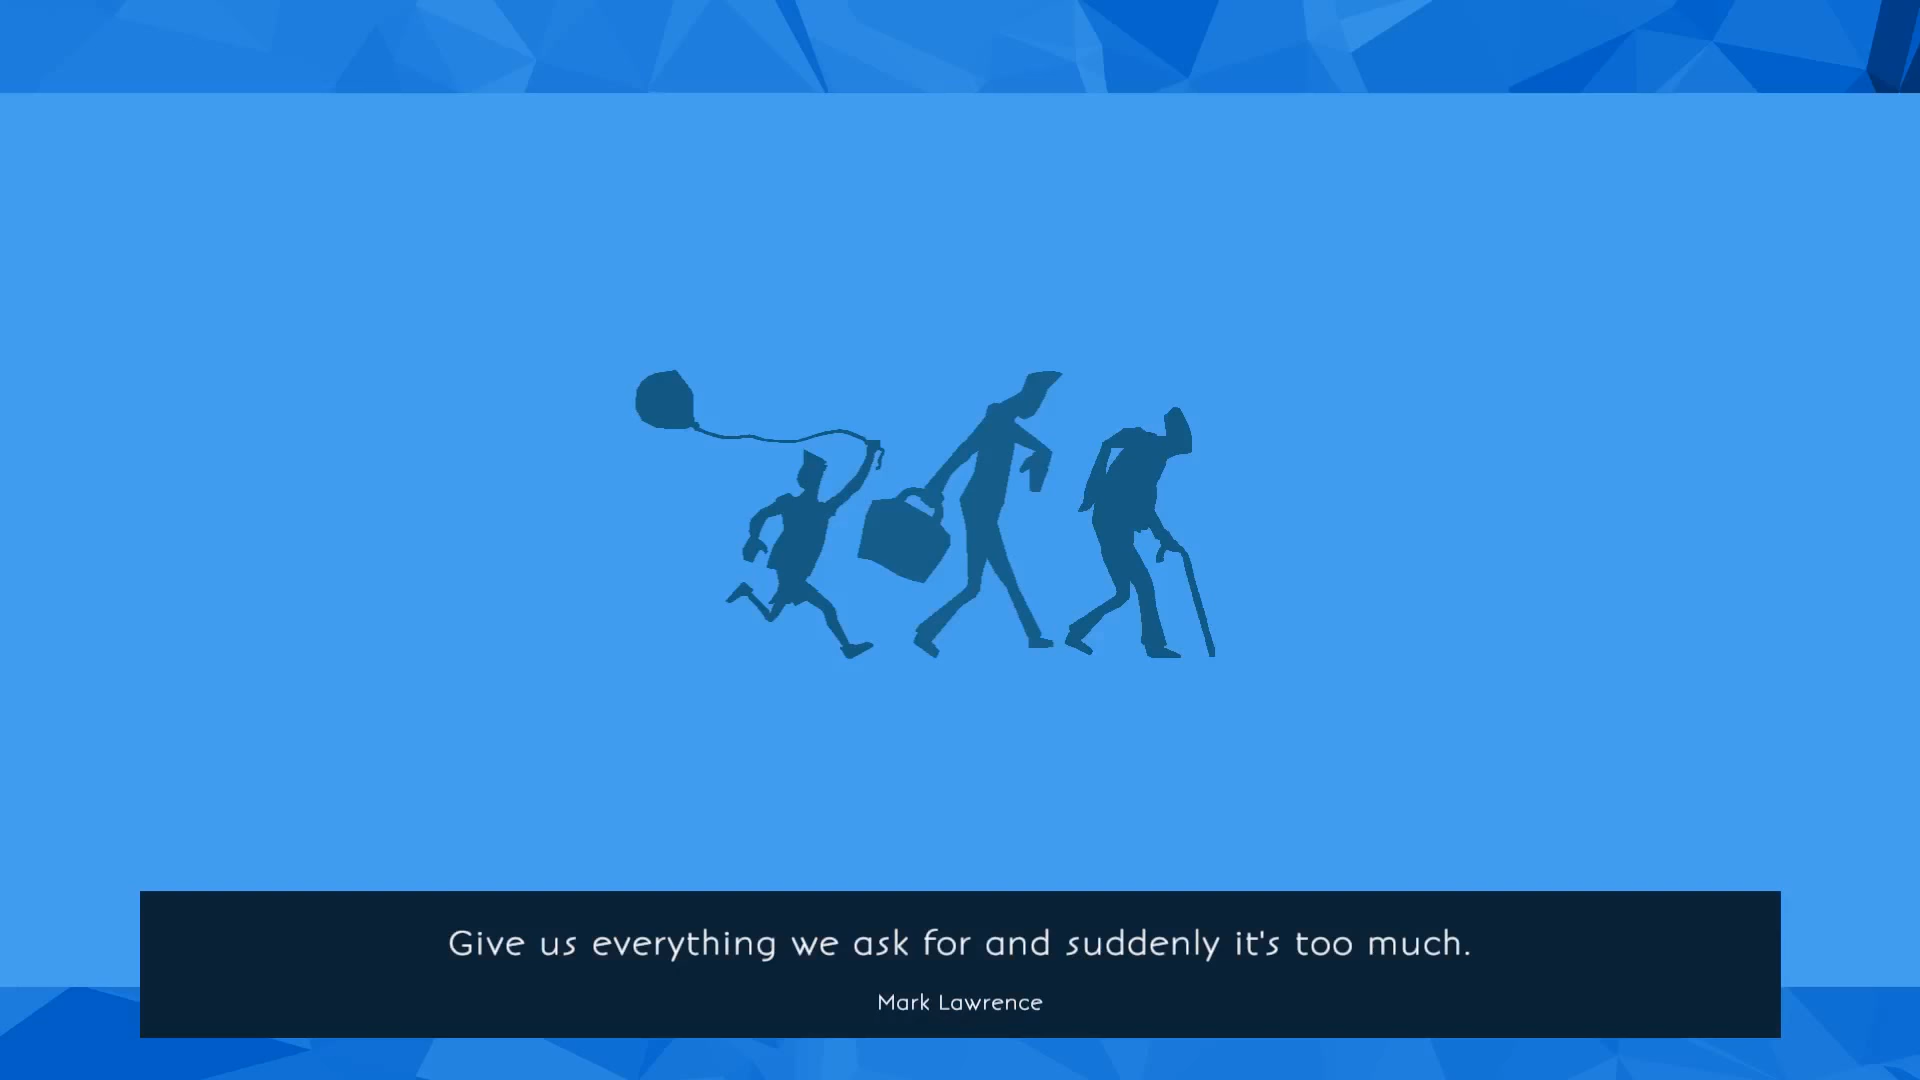 Give us everything we ask for and suddenly it's too much.
Mark Lawrence